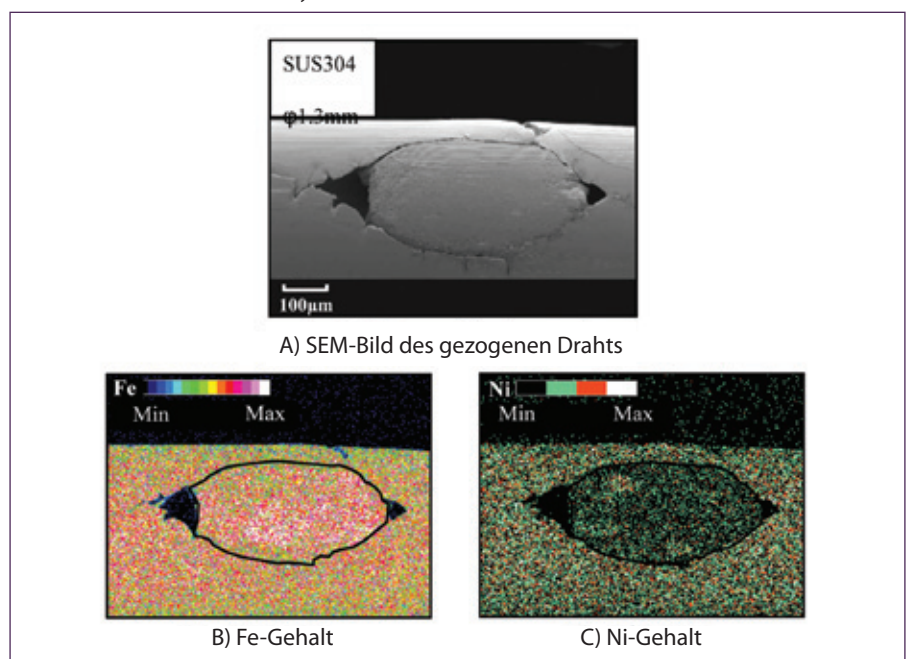 SUS304
φ1.3mm
100μm
A) SEM-Bild des gezogenen Drahts
Fe
Min Max
Ni
Min Max
B) Fe-Gehalt
C) Ni-Gehalt